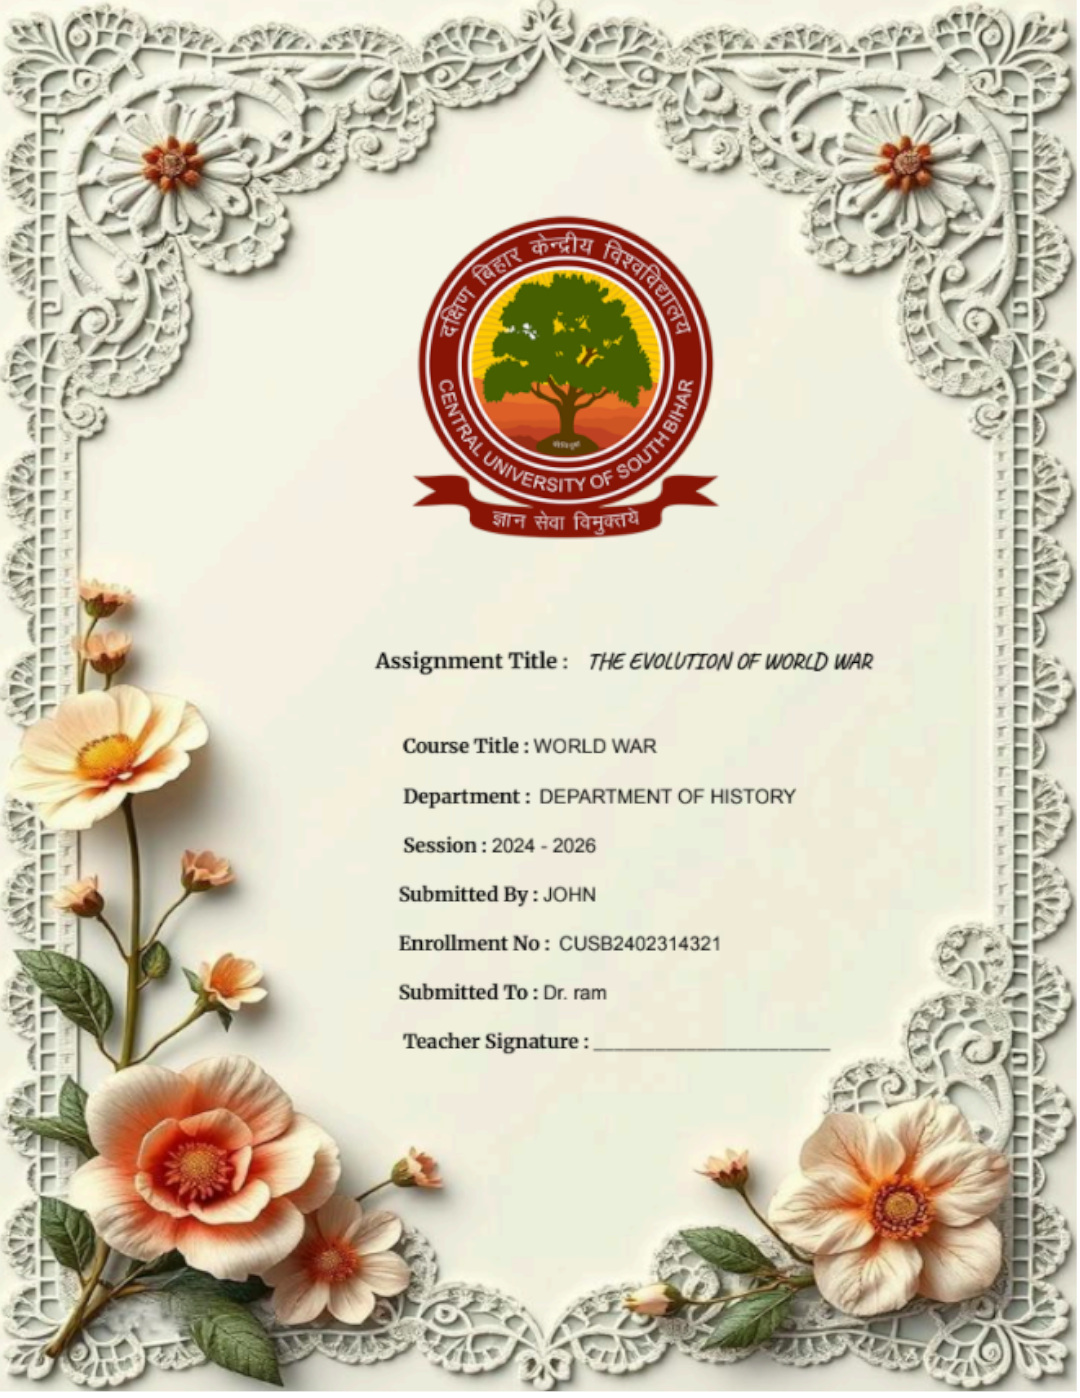 दक्षिण बिहार केन्द्रीय विश्वविद्यालय
CENTRAL UNIVERSITY OF SOUTH BIHAR
ज्ञान सेवा विमुक्तये
Assignment Title : THE EVOLUTION OF WORLD WAR
Course Title : WORLD WAR
Department : DEPARTMENT OF HISTORY
Session : 2024 - 2026
Submitted By : JOHN
Enrollment No : CUSB2402314321
Submitted To : Dr. ram
Teacher Signature : ______________________